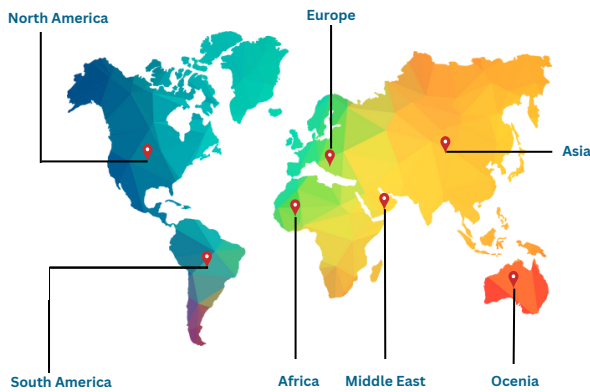 North America
Europe
Asia
South America
Africa
Middle East
Ocenia